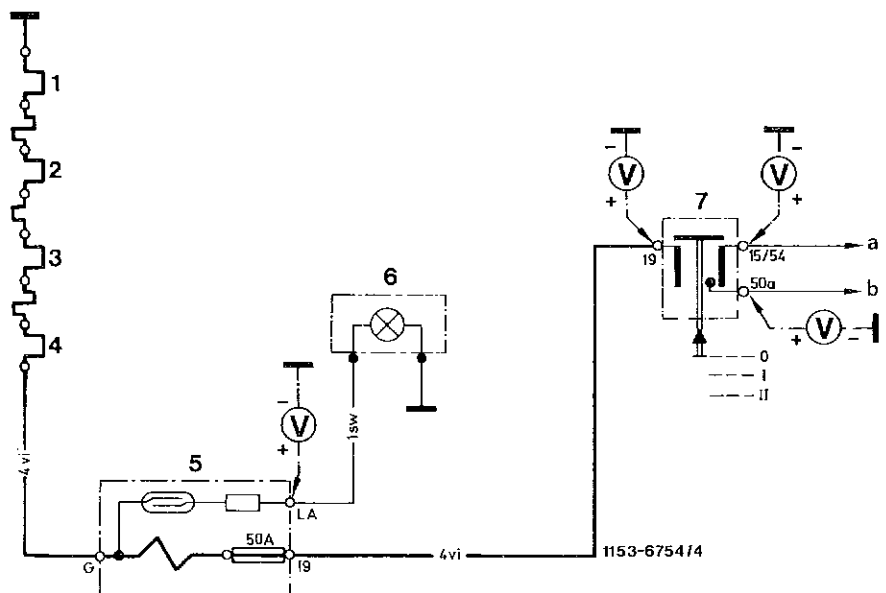 1
2
3
4
4vi
5
G
50A
19
LA
1sw
6
4vi
1153-6754/4
- V +
- V +
7
- V +
19
15/54
a
50a
b
+ V -
0
I
II